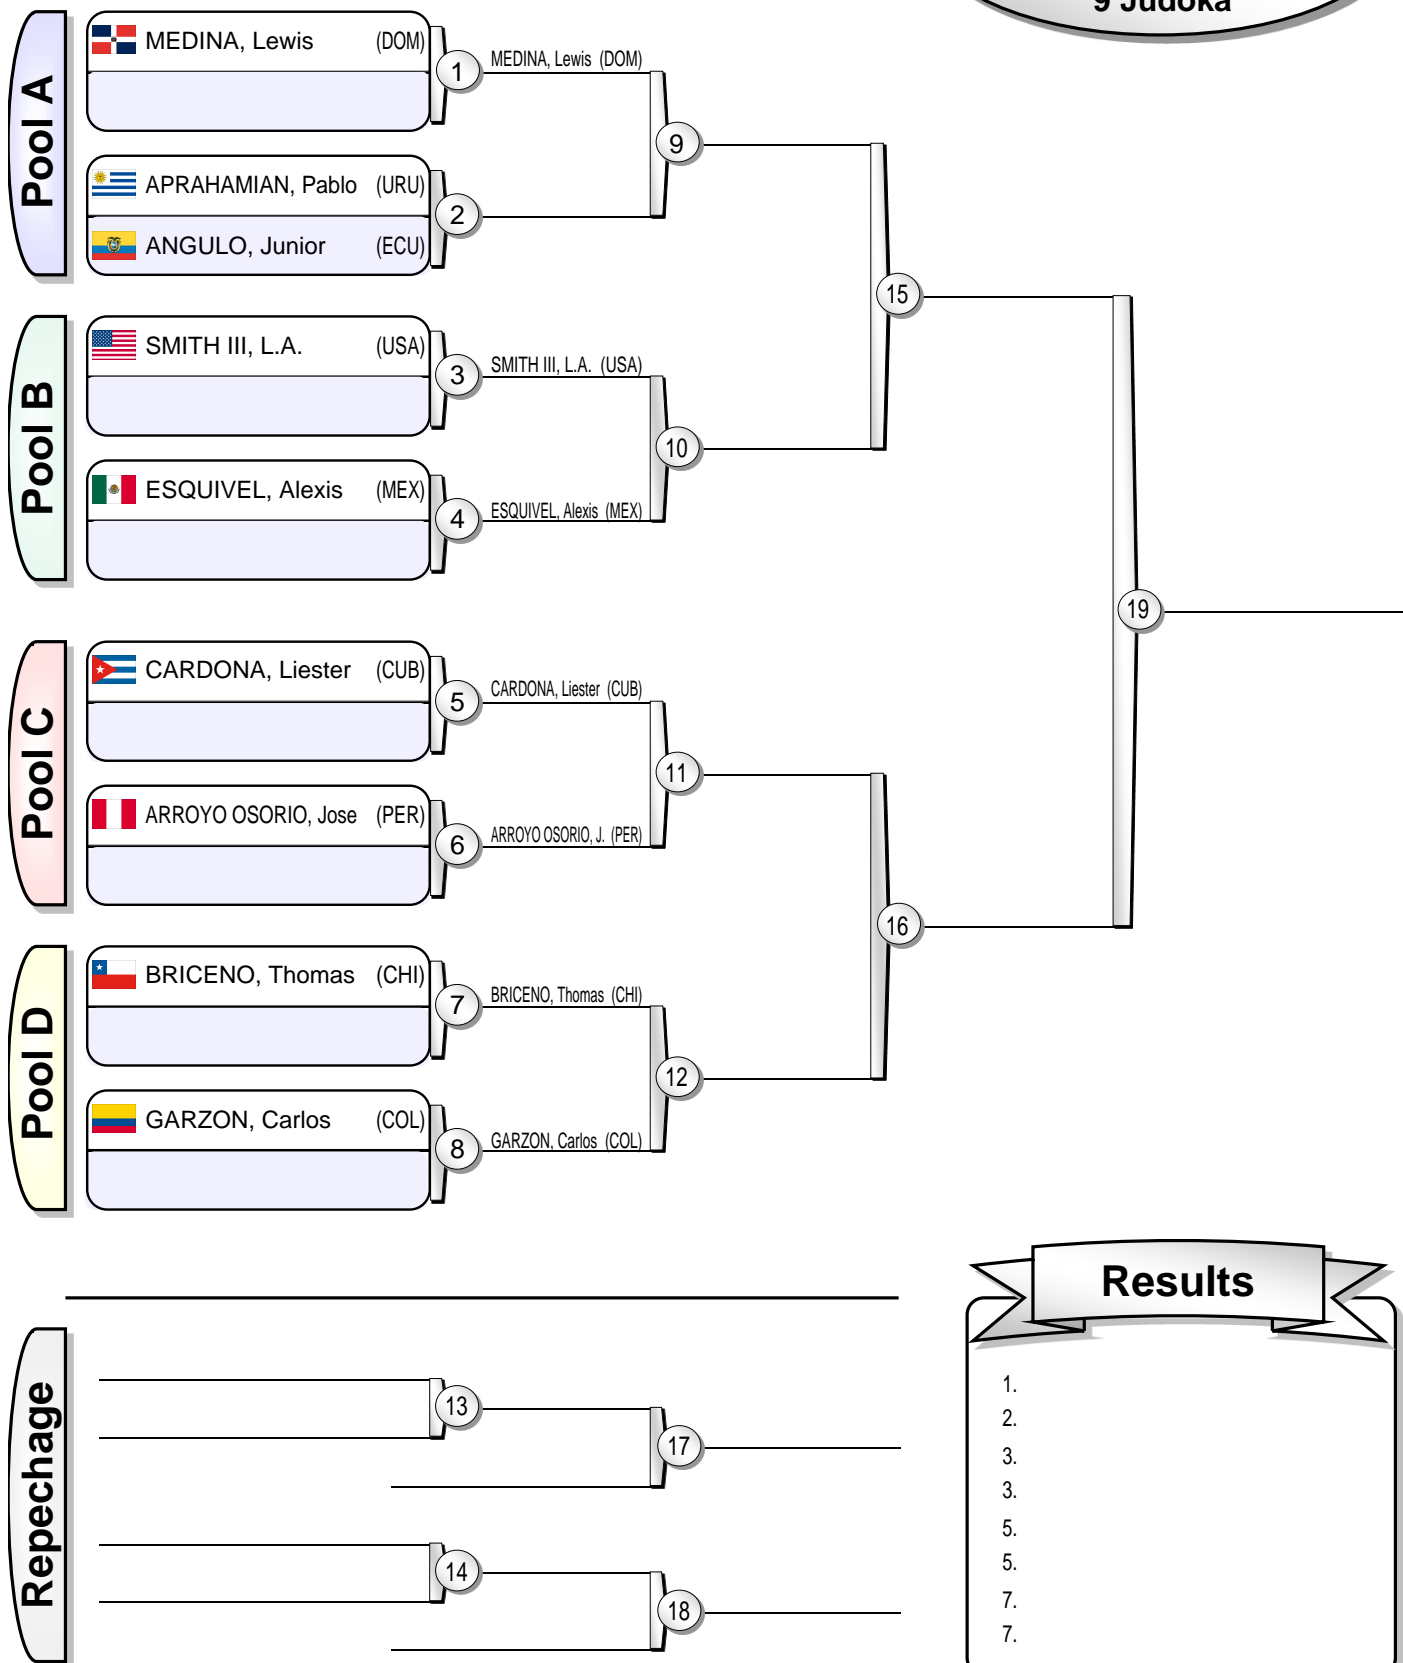 9 Judoka
Pool A
MEDINA, Lewis (DOM)
1
MEDINA, Lewis (DOM)
9
APRAHAMIAN, Pablo (URU)
2
ANGULO, Junior (ECU)
15
Pool B
SMITH III, L.A. (USA)
3
SMITH III, L.A. (USA)
10
ESQUIVEL, Alexis (MEX)
4
ESQUIVEL, Alexis (MEX)
19
Pool C
CARDONA, Liester (CUB)
5
CARDONA, Liester (CUB)
11
ARROYO OSORIO, Jose (PER)
6
ARROYO OSORIO, J. (PER)
16
Pool D
BRICENO, Thomas (CHI)
7
BRICENO, Thomas (CHI)
12
GARZON, Carlos (COL)
8
GARZON, Carlos (COL)
Repechage
13
17
14
18
Results
1.
2.
3.
3.
5.
5.
7.
7.